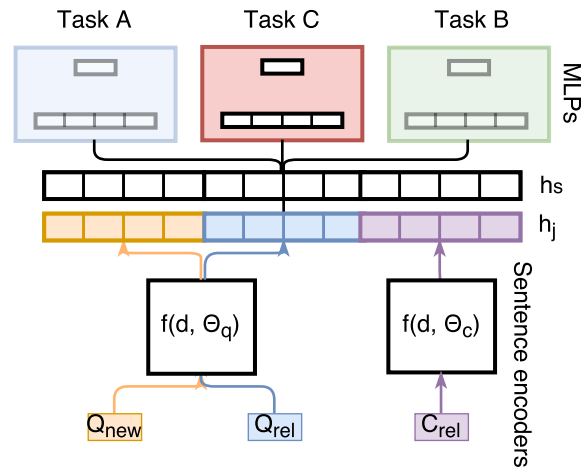 Task A
Task C
Task B
MLPs
hs
hj
Sentence encoders
f(d, Θq)
f(d, Θc)
Qnew
Qrel
Crel